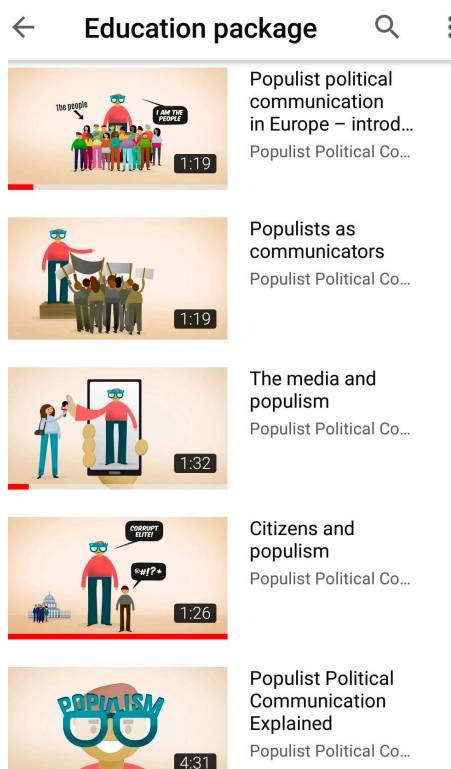 Education package
The people
I AM THE
PEOPLE
1:19
Populist political
communication
in Europe – introd...
Populist Political Co...
1:19
Populists as
communicators
Populist Political Co...
1:32
The media and
populism
Populist Political Co...
CORRUPT
ELITE!
@#!?*
1:26
Citizens and
populism
Populist Political Co...
POPULISM
4:31
Populist Political
Communication
Explained
Populist Political Co...